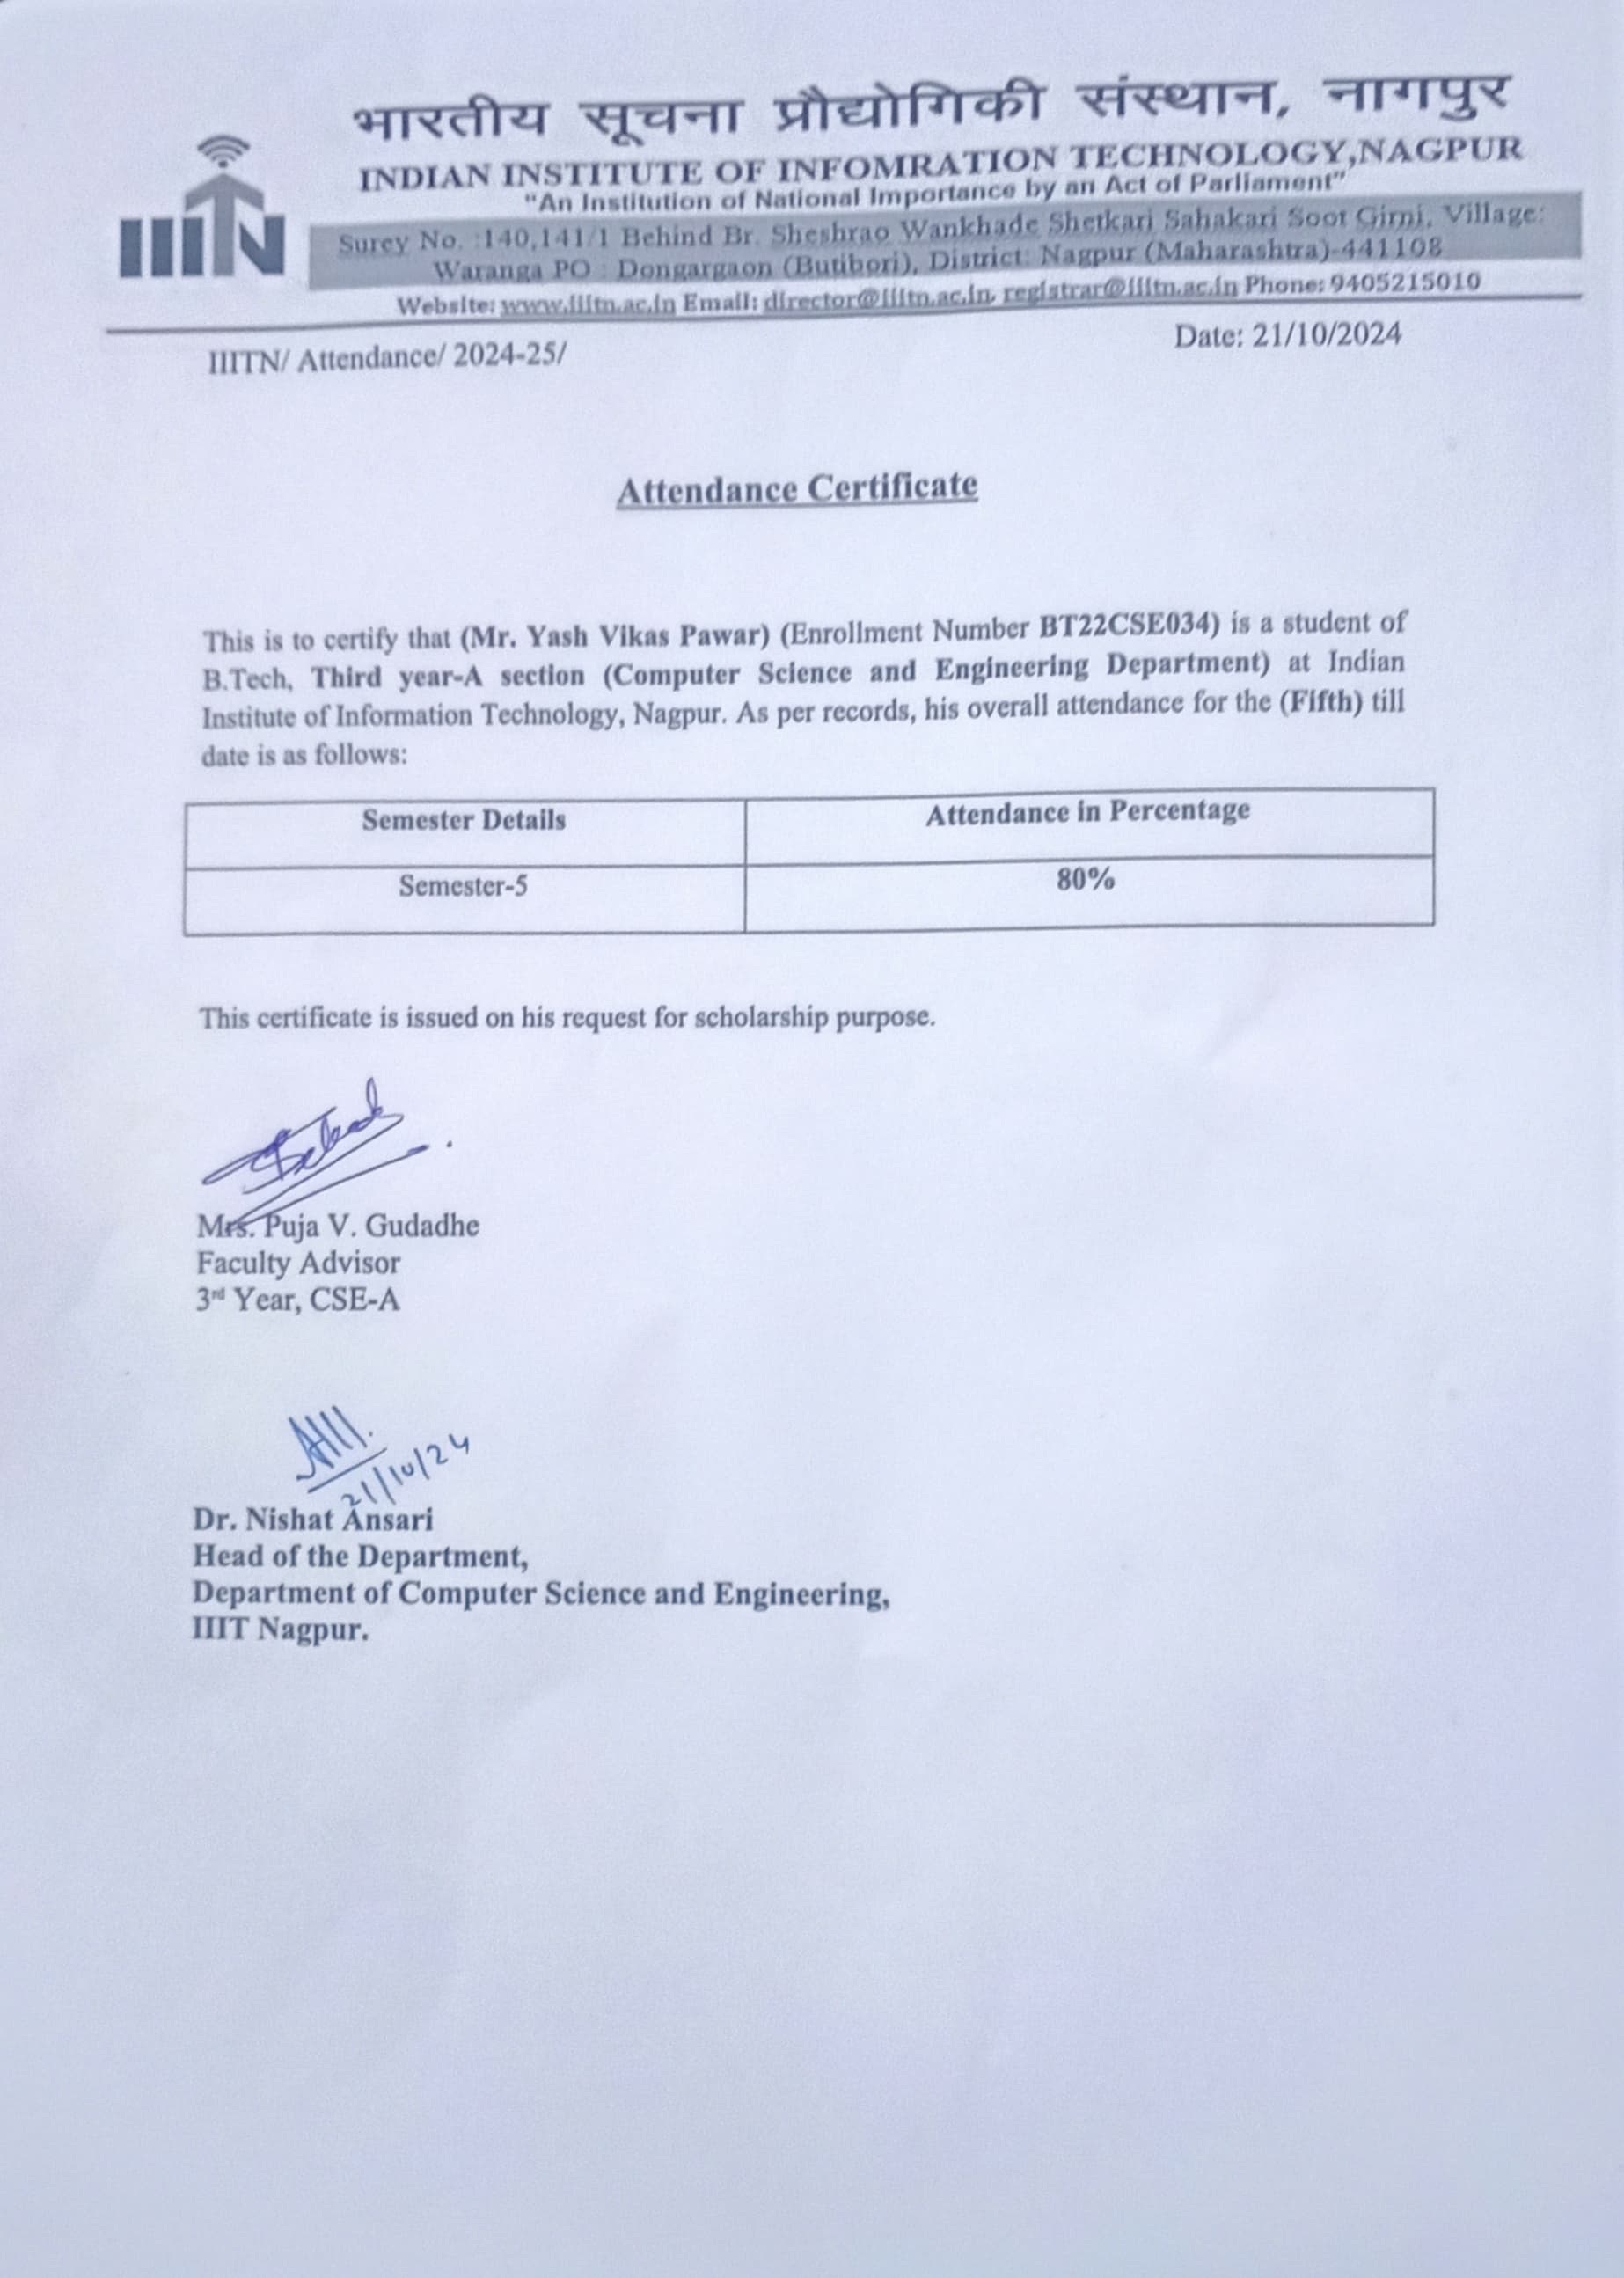 भारतीय सूचना प्रौद्योगिकी संस्थान, नागपुर
INDIAN INSTITUTE OF INFOMRATION TECHNOLOGY,NAGPUR
"An Institution of National Importance by an Act of Parliament"
IIITN
Surey No. :140,141/1 Behind Br. Sheshrao Wankhade Shetkari Sahakari Soot Girni, Village:
Waranga PO : Dongargaon (Butibori), District: Nagpur (Maharashtra)-441108
Website: www.iiitn.ac.in Email: director@iiitn.ac.in, registrar@iiitn.ac.in Phone: 9405215010
IIITN/ Attendance/ 2024-25/ Date: 21/10/2024
Attendance Certificate
This is to certify that (Mr. Yash Vikas Pawar) (Enrollment Number BT22CSE034) is a student of
B.Tech, Third year-A section (Computer Science and Engineering Department) at Indian
Institute of Information Technology, Nagpur. As per records, his overall attendance for the (Fifth) till
date is as follows:
Semester Details Attendance in Percentage
Semester-5 80%
This certificate is issued on his request for scholarship purpose.
Mrs. Puja V. Gudadhe
Faculty Advisor
3rd Year, CSE-A
21/10/24
Dr. Nishat Ansari
Head of the Department,
Department of Computer Science and Engineering,
IIIT Nagpur.